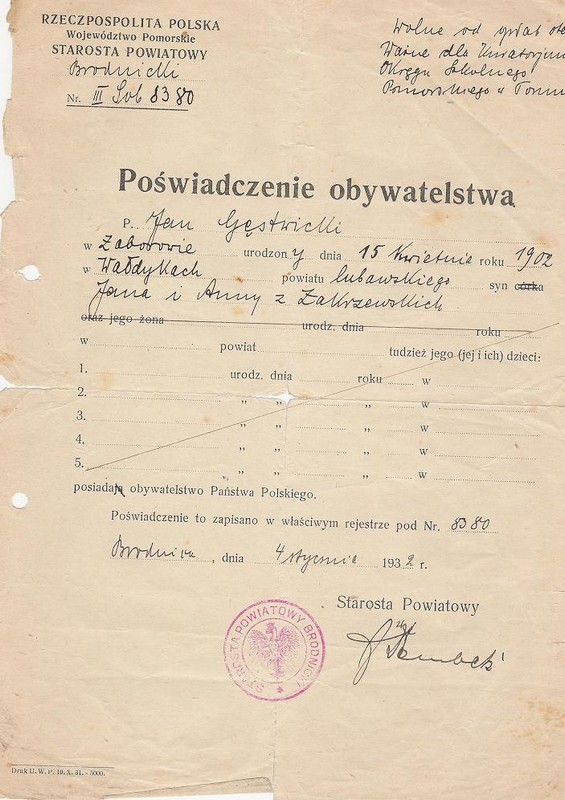 RZECZPOSPOLITA POLSKA
Województwo Pomorskie
STAROSTA POWIATOWY
Brodnicki
Nr. III Sob 8380
Wolne od opłat
Ważne dla Kuratorjum
Okręgu Szkolnego
Pomorskiego w
Poświadczenie obywatelstwa
P. Jan Gęstwicki
w Zaborowie urodzony dnia 15 Kwietnia roku 1902
w Wałdykach powiatu lubawskiego syn córka
Jana i Anny z Zakrzewskich
oraz jego żona urodz. dnia roku
w powiat tudzież jego (jej i ich) dzieci:
1. urodz. dnia roku w
2. „ „ „ w
3. „ „ „ w
4. „ „ „ w
5. „ „ „ w
posiadają obywatelstwo Państwa Polskiego.
Poświadczenie to zapisano w właściwym rejestrze pod Nr. 8380
Brodnica, dnia 4 stycznia 1932 r.
Starosta Powiatowy
STAROSTA POWIATOWY BRODNICKI
Druk U. W. P. 19. X. 31. - 5000.